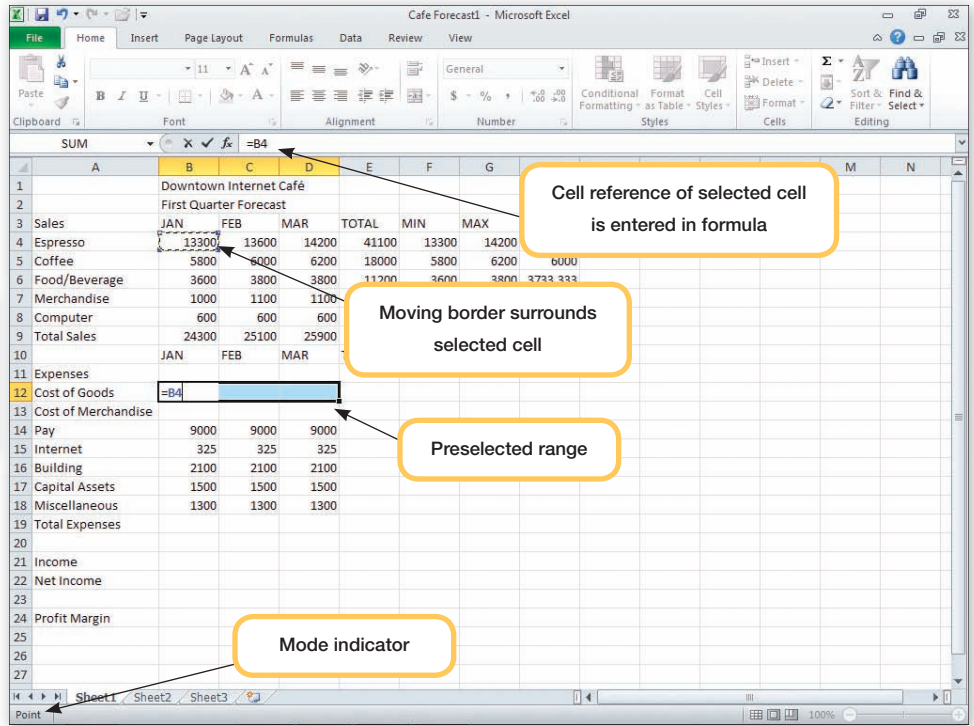 Cafe Forecast1 - Microsoft Excel
File Home Insert Page Layout Formulas Data Review View
Paste
Clipboard
11 A A
B I U A
Font
Alignment
General
$ % , .0 .00 .00 .0
Number
Conditional Formatting
Format as Table
Cell Styles
Styles
Insert
Delete
Format
Cells
Σ
Sort & Filter
Find & Select
Editing
SUM fx =B4
A B C D E F G M N
1 Downtown Internet Café
2 First Quarter Forecast
3 Sales JAN FEB MAR TOTAL MIN MAX
4 Espresso 13300 13600 14200 41100 13300 14200
5 Coffee 5800 6000 6200 18000 5800 6200 6000
6 Food/Beverage 3600 3800 3800 11200 3600 3800 3733.333
7 Merchandise 1000 1100 1100
8 Computer 600 600 600
9 Total Sales 24300 25100 25900
10 JAN FEB MAR
11 Expenses
12 Cost of Goods =B4
13 Cost of Merchandise
14 Pay 9000 9000 9000
15 Internet 325 325 325
16 Building 2100 2100 2100
17 Capital Assets 1500 1500 1500
18 Miscellaneous 1300 1300 1300
19 Total Expenses
20
21 Income
22 Net Income
23
24 Profit Margin
25
26
27
Cell reference of selected cell
is entered in formula
Moving border surrounds
selected cell
Preselected range
Mode indicator
Sheet1 Sheet2 Sheet3
Point 100%